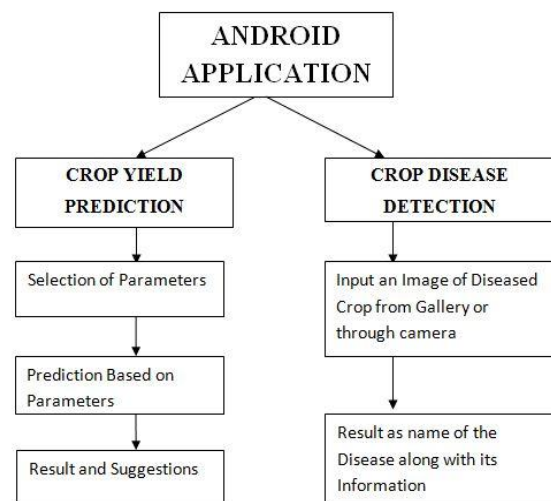 ANDROID
APPLICATION
CROP YIELD
PREDICTION
Selection of Parameters
Prediction Based on
Parameters
Result and Suggestions
CROP DISEASE
DETECTION
Input an Image of Diseased
Crop from Gallery or
through camera
Result as name of the
Disease along with its
Information